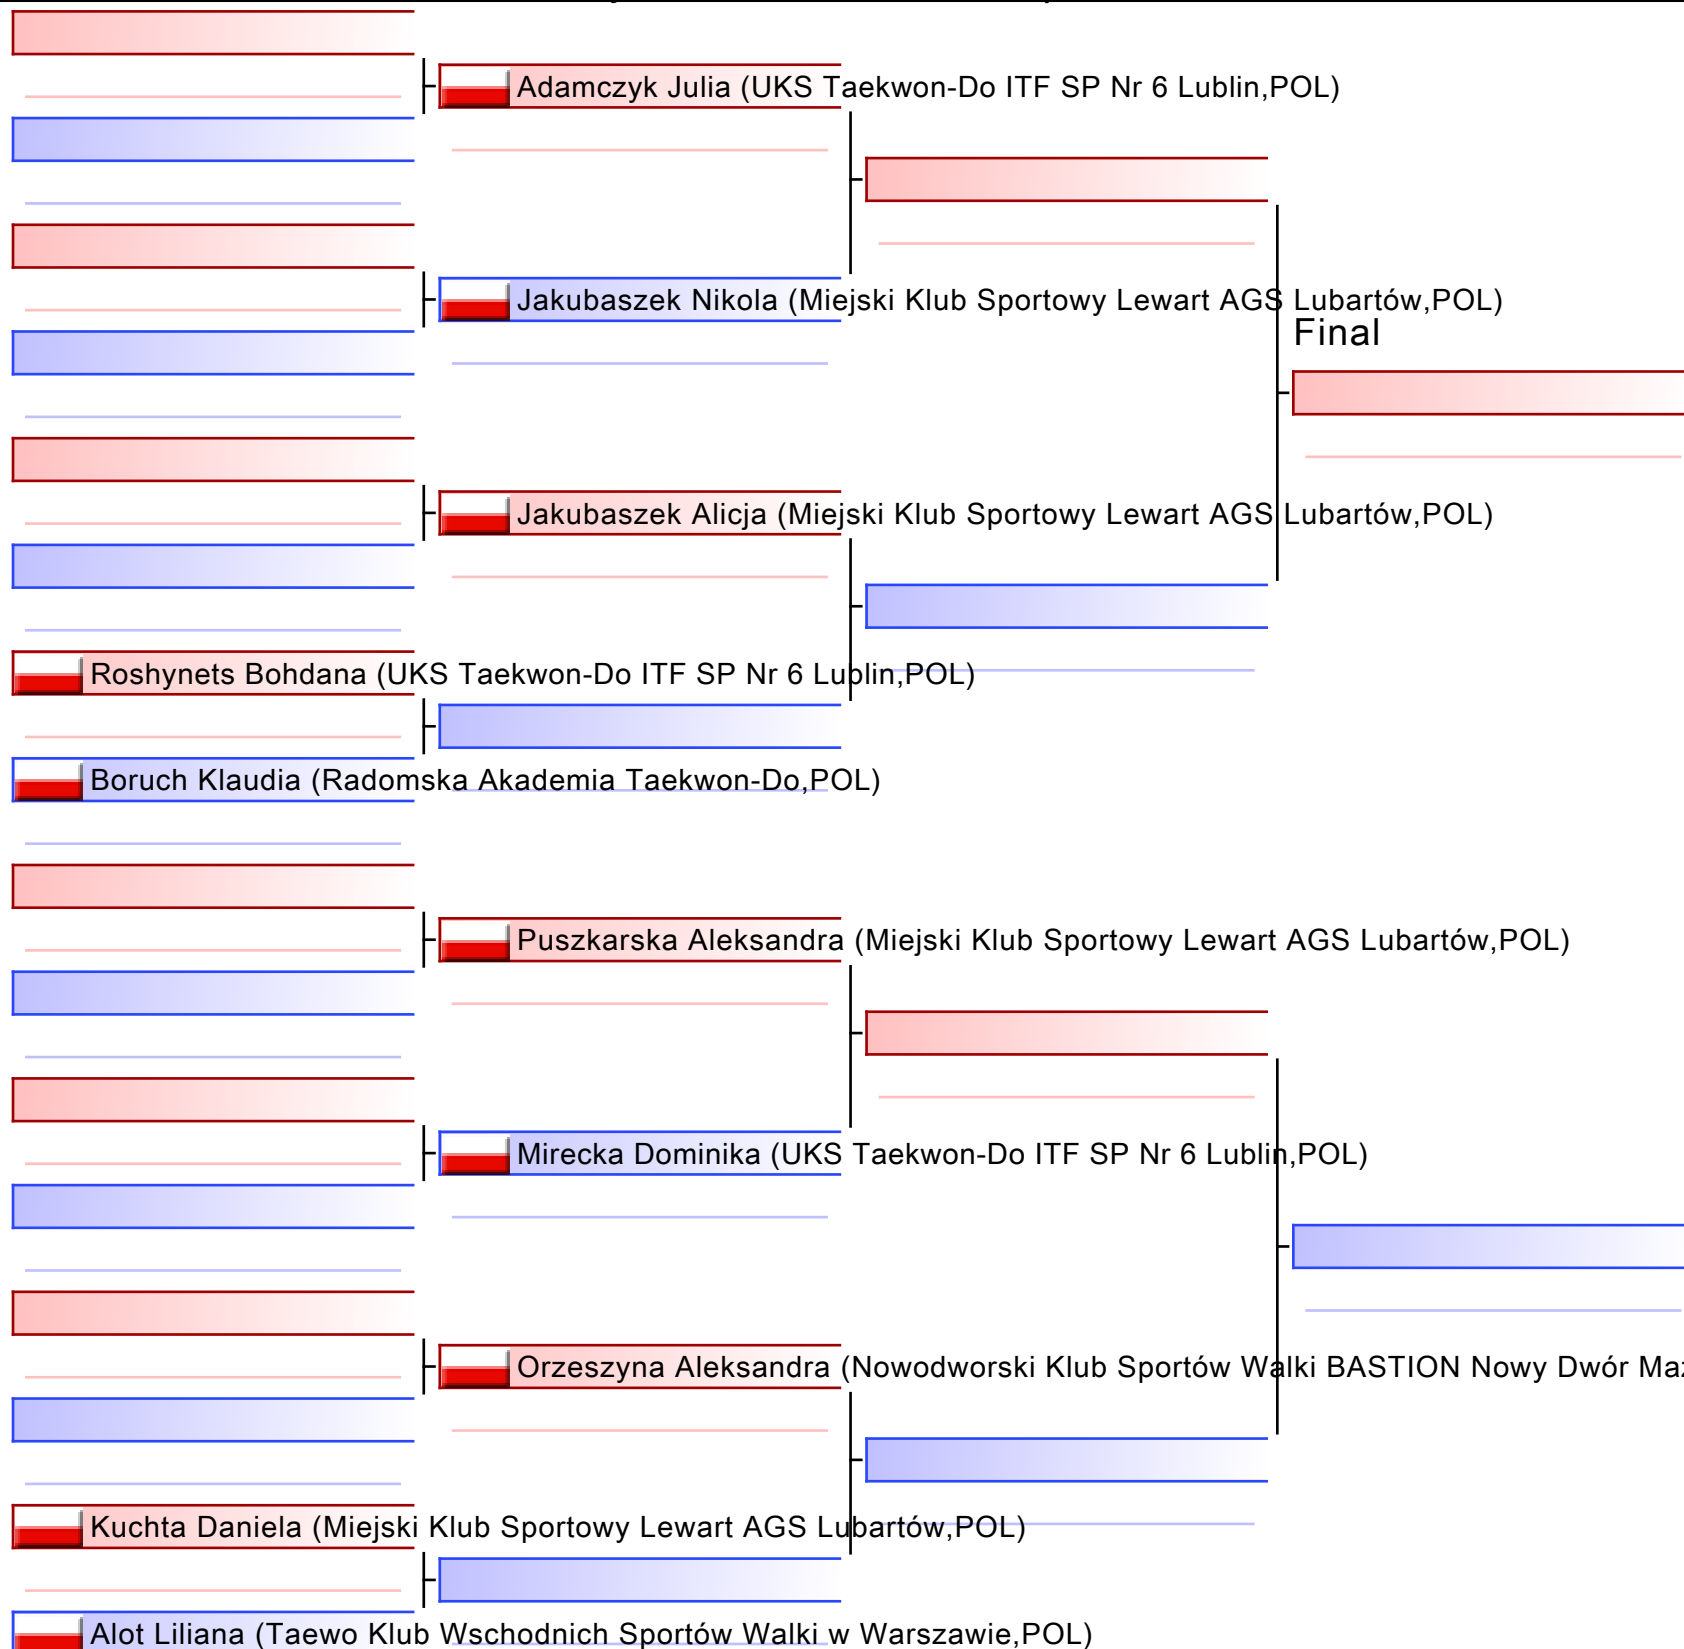 Adamczyk Julia (UKS Taekwon-Do ITF SP Nr 6 Lublin,POL)
Jakubaszek Nikola (Miejski Klub Sportowy Lewart AGS Lubartów,POL)
Final
Jakubaszek Alicja (Miejski Klub Sportowy Lewart AGS Lubartów,POL)
Roshynets Bohdana (UKS Taekwon-Do ITF SP Nr 6 Lublin,POL)
Boruch Klaudia (Radomska Akademia Taekwon-Do,POL)
Puszkarska Aleksandra (Miejski Klub Sportowy Lewart AGS Lubartów,POL)
Mirecka Dominika (UKS Taekwon-Do ITF SP Nr 6 Lublin,POL)
Orzeszyna Aleksandra (Nowodworski Klub Sportów Walki BASTION Nowy Dwór
Kuchta Daniela (Miejski Klub Sportowy Lewart AGS Lubartów,POL)
Alot Liliana (Taewo Klub Wschodnich Sportów Walki w Warszawie,POL)